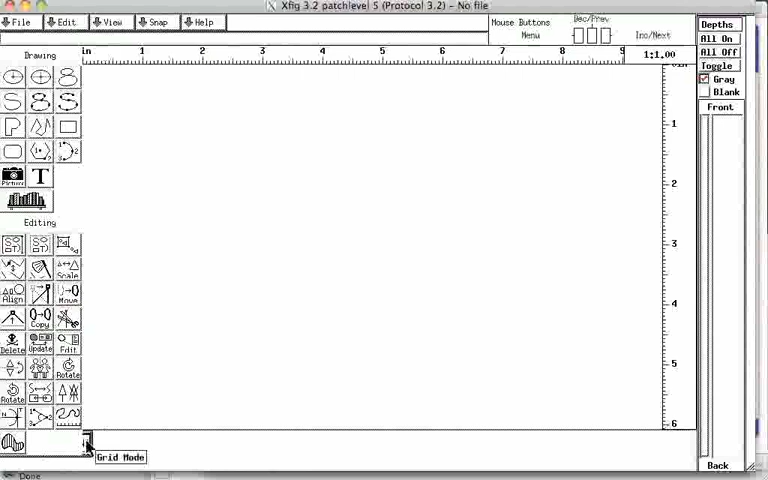 Xfig 3.2 patchlevel 5 (Protocol 3.2) - No file
File Edit View Snap Help
Mouse Buttons
Menu
Dec/Prev
Inc/Next
in 1 2 3 4 5 6 7 8 9
1:1.00
Depths
All On
All Off
Toggle
Gray
Blank
Front
Back
Drawing
Picture
T
Editing
Scale
Align
Move
Copy
Delete
Update
Edit
Rotate
Rotate
1
2
3
4
5
6
Grid Mode
Done